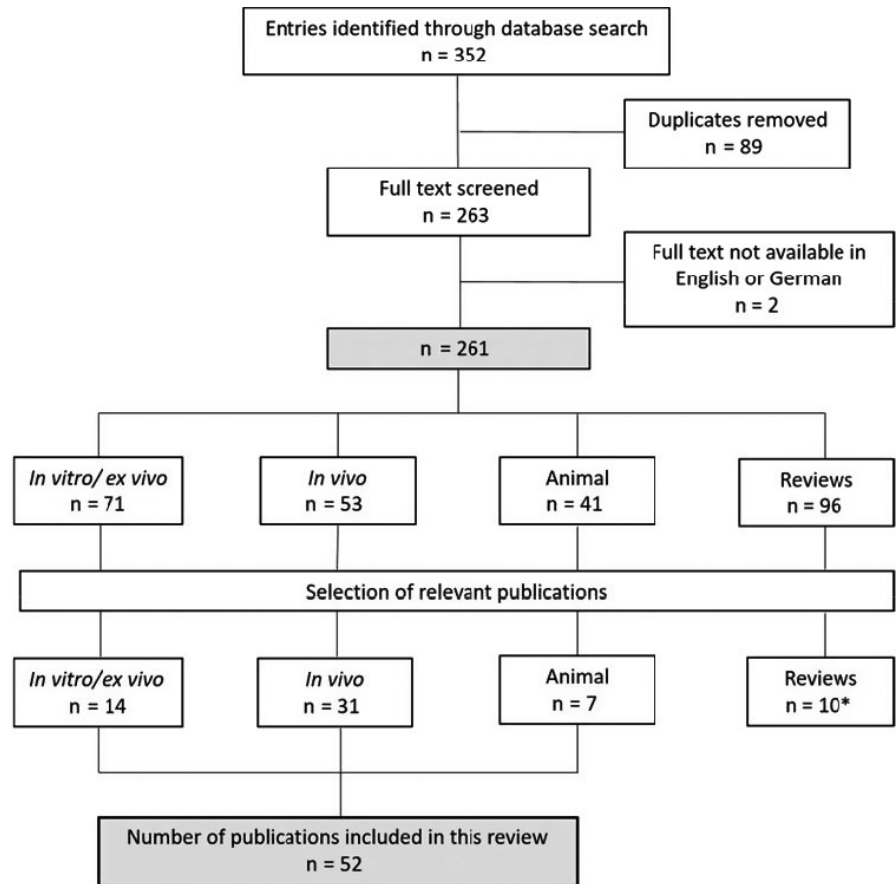 Entries identified through database search
n = 352
Duplicates removed
n = 89
Full text screened
n = 263
Full text not available in
English or German
n = 2
n = 261
In vitro/ ex vivo
n = 71
In vivo
n = 53
Animal
n = 41
Reviews
n = 96
Selection of relevant publications
In vitro/ex vivo
n = 14
In vivo
n = 31
Animal
n = 7
Reviews
n = 10*
Number of publications included in this review
n = 52